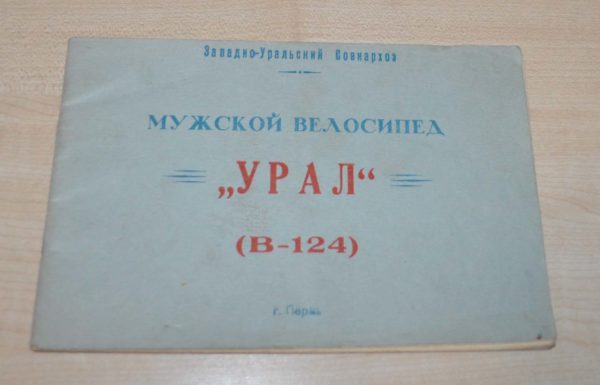 Западно-Уральский Совнархоз
МУЖСКОЙ ВЕЛОСИПЕД
„УРАЛ“
(В-124)
г. Пермь